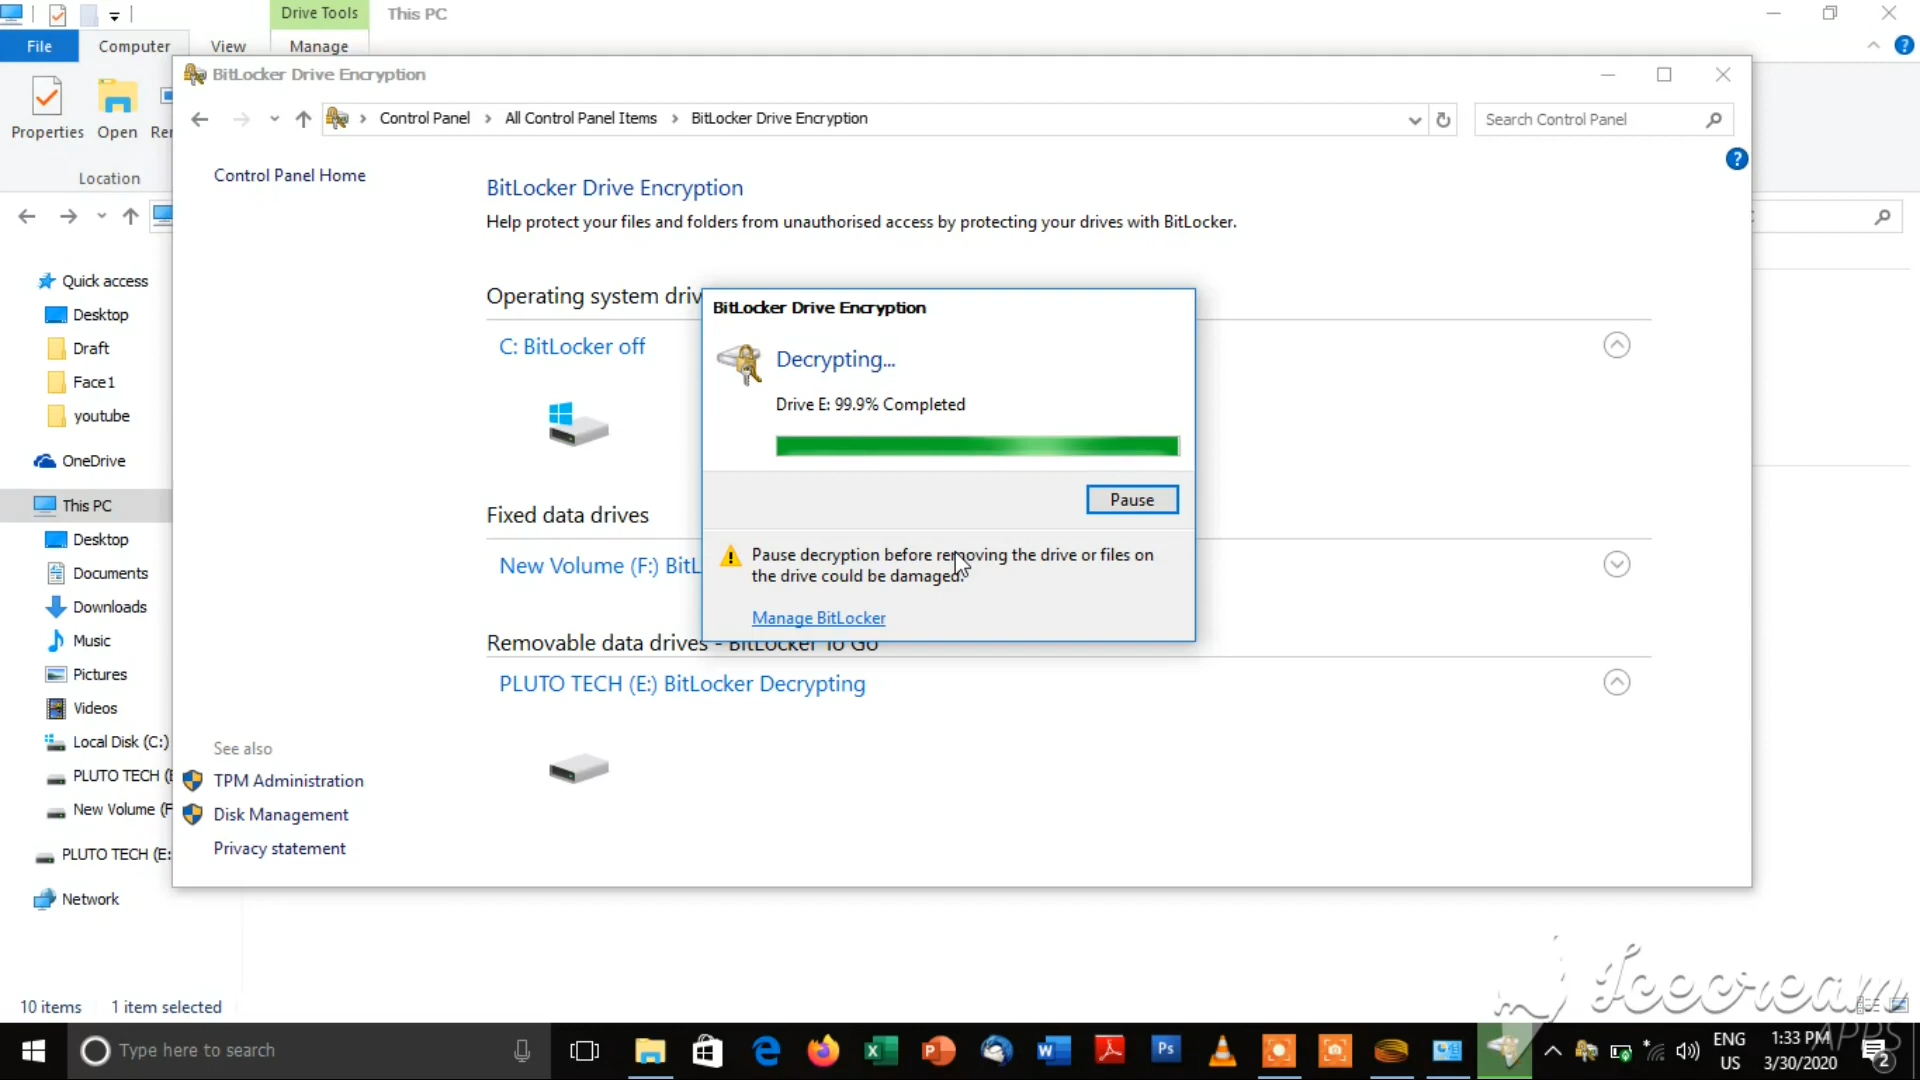 Drive Tools
This PC
File
Computer
View
Manage
Properties
Open
Location
BitLocker Drive Encryption
Control Panel
All Control Panel Items
BitLocker Drive Encryption
Search Control Panel
Control Panel Home
BitLocker Drive Encryption
Help protect your files and folders from unauthorised access by protecting your drives with BitLocker.
Operating system driv
C: BitLocker off
Fixed data drives
New Volume (F:) BitL
Removable data drives - BitLocker To Go
PLUTO TECH (E:) BitLocker Decrypting
BitLocker Drive Encryption
Decrypting...
Drive E: 99.9% Completed
Pause
Pause decryption before removing the drive or files on
the drive could be damaged.
Manage BitLocker
See also
TPM Administration
Disk Management
Privacy statement
Quick access
Desktop
Draft
Face1
youtube
OneDrive
This PC
Desktop
Documents
Downloads
Music
Pictures
Videos
Local Disk (C:)
PLUTO TECH (E
New Volume (F
PLUTO TECH (E:
Network
10 items
1 item selected
Icecream
APPS
Type here to search
ENG
US
1:33 PM
3/30/2020
2